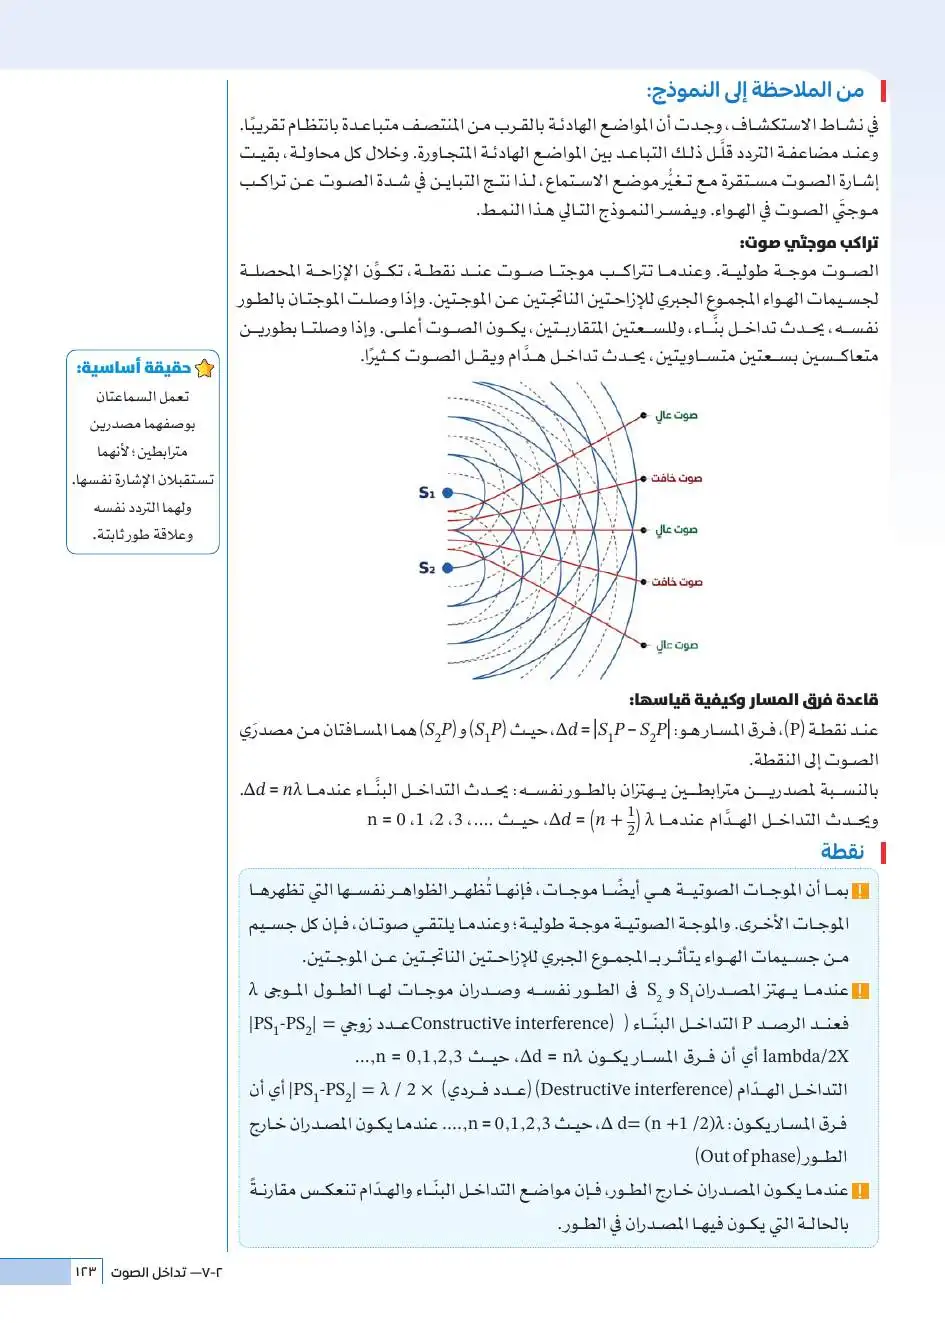 من الملاحظة إلى النموذج:
في نشاط الاستكشاف، وجدت أن المواضع الهادئة بالقرب من المنتصف متباعدة بانتظام تقريبًا.
وعند مضاعفة التردد قلَّل ذلك التباعد بين المواضع الهادئة المتجاورة. وخلال كل محاولة، بقيت
إشارة الصوت مستقرة مع تغيُّر موضع الاستماع، لذا نتج التباين في شدة الصوت عن تراكب
موجتَي الصوت في الهواء. ويفسر النموذج التالي هذا النمط.
تراكب موجتَي صوت:
الصوت موجة طولية. وعندما تتراكب موجتا صوت عند نقطة، تكوَّن الإزاحة المحصلة
لجسيمات الهواء المجموع الجبري للإزاحتين الناتجتين عن الموجتين. وإذا وصلت الموجتان بالطور
نفسه، يحدث تداخل بنَّاء، وللسعتين المتقاربتين، يكون الصوت أعلى. وإذا وصلتا بطورين
متعاكسين بسعتين متساويتين، يحدث تداخل هدَّام ويقل الصوت كثيرًا.
حقيقة أساسية:
تعمل السماعتان
بوصفهما مصدرين
مترابطين؛ لأنهما
تستقبلان الإشارة نفسها.
ولهما التردد نفسه
وعلاقة طور ثابتة.
صوت عالٍ
صوت خافت
S₁
صوت عالٍ
S₂
صوت خافت
صوت عالٍ
قاعدة فرق المسار وكيفية قياسها:
عند نقطة (P)، فرق المسار هو: Δd = |S₁P − S₂P|، حيث (S₁P) و (S₂P) هما المسافتان من مصدرَي
الصوت إلى النقطة.
بالنسبة لمصدرين مترابطين يهتزان بالطور نفسه: يحدث التداخل البنَّاء عندما Δd = nλ.
ويحدث التداخل الهدَّام عندما Δd = (n + 1/2) λ، حيث n = 0 ،1 ،2 ،3 ،....
نقطة
! بما أن الموجات الصوتية هي أيضًا موجات، فإنها تُظهر الظواهر نفسها التي تظهرها
الموجات الأخرى. والموجة الصوتية موجة طولية؛ وعندما يلتقي صوتان، فإن كل جسيم
من جسيمات الهواء يتأثر بـ المجموع الجبري للإزاحتين الناتجتين عن الموجتين.
! عندما يهتز المصدران S₁ و S₂ في الطور نفسه وصدران موجات لها الطول الموجى λ
فعند الرصد P التداخل البنّاء ( (Constructive interference عدد زوجي = |PS₁-PS₂|
lambda/2X أي أن فرق المسار يكون Δd = nλ، حيث n = 0,1,2,3,...
التداخل الهدّام (Destructive interference) (عدد فردي) × |PS₁-PS₂| = λ / 2 أي أن
فرق المسار يكون: Δ d= (n +1 /2)λ، حيث n = 0,1,2,3,.... عندما يكون المصدران خارج
الطور (Out of phase)
! عندما يكون المصدران خارج الطور، فإن مواضع التداخل البنّاء والهدّام تنعكس مقارنةً
بالحالة التي يكون فيها المصدران في الطور.
٧-٢— تداخل الصوت ١٢٣